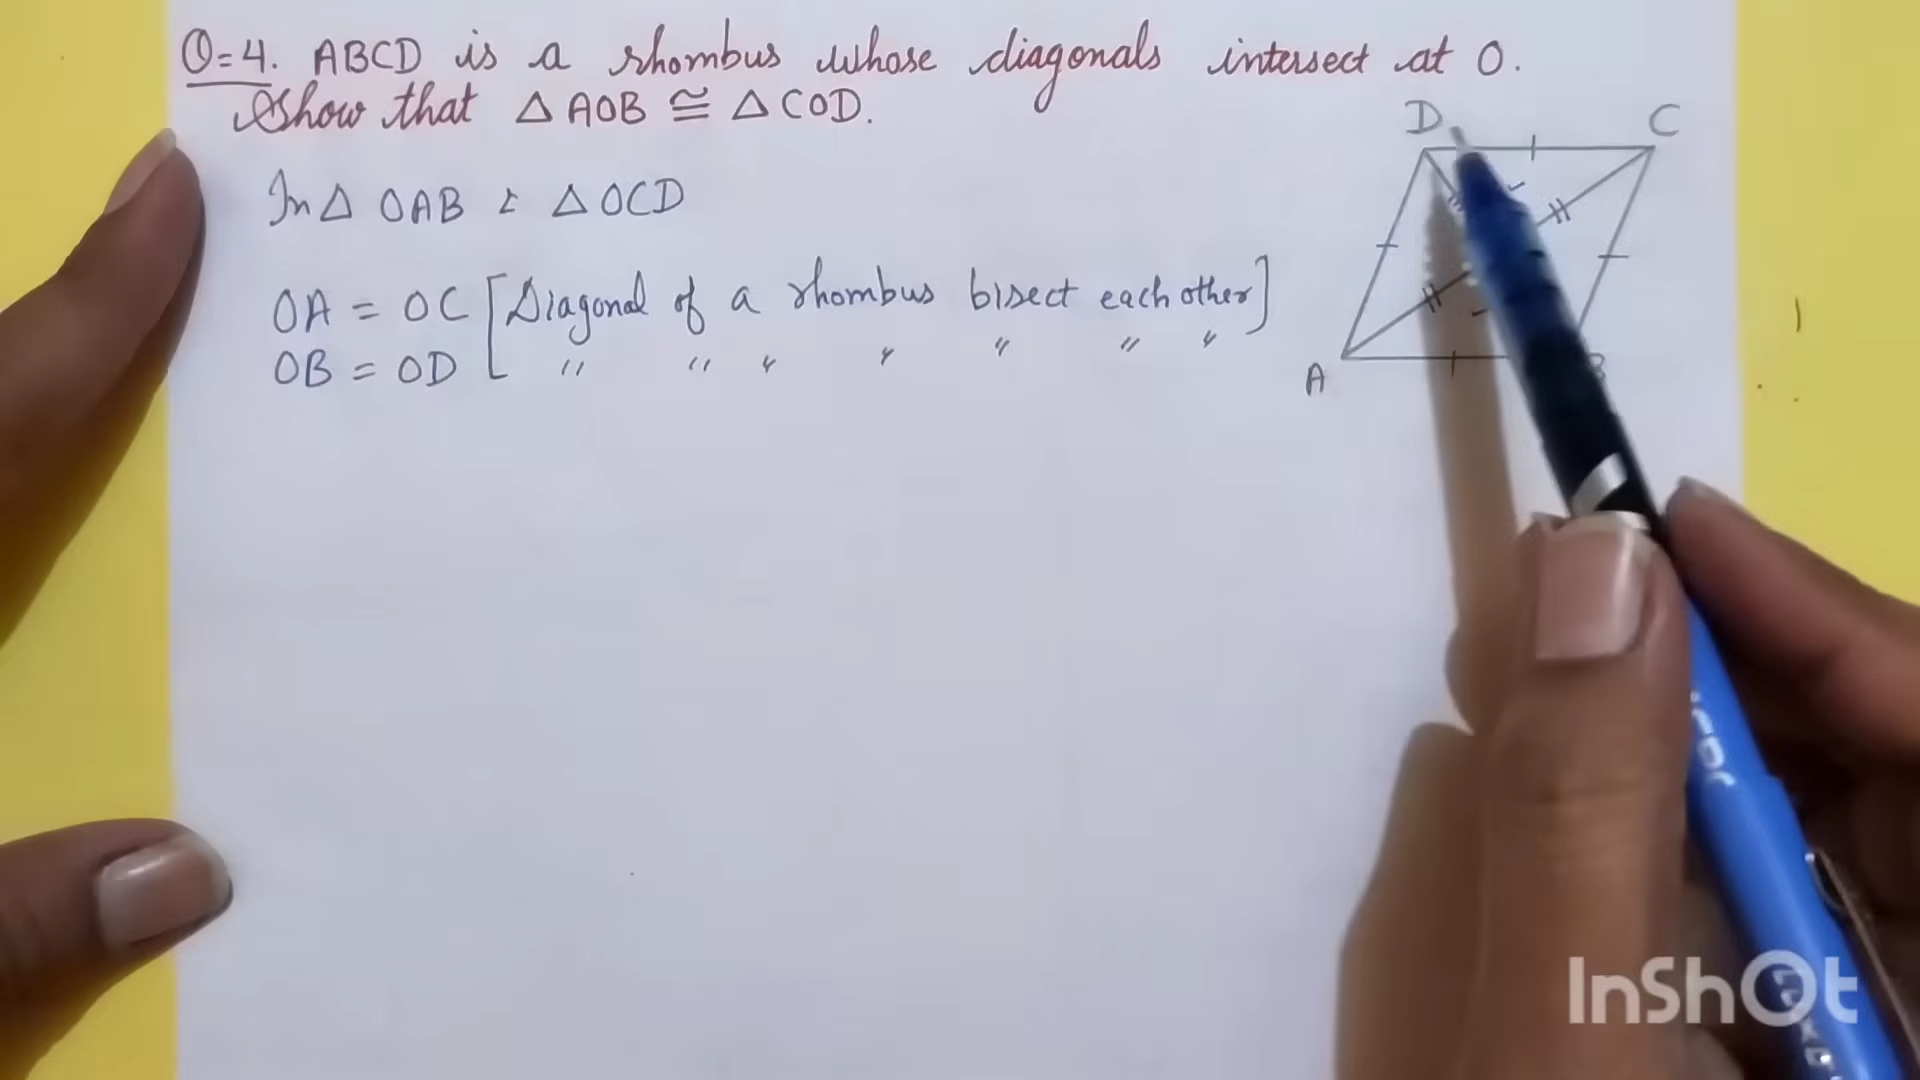 Q=4. ABCD is a rhombus whose diagonals intersect at O.
Show that △ AOB ≅ △ COD.
D C
In △ OAB & △ OCD
OA = OC [Diagonal of a rhombus bisect each other]
OB = OD [ " " " " " " "
A B
InShOt